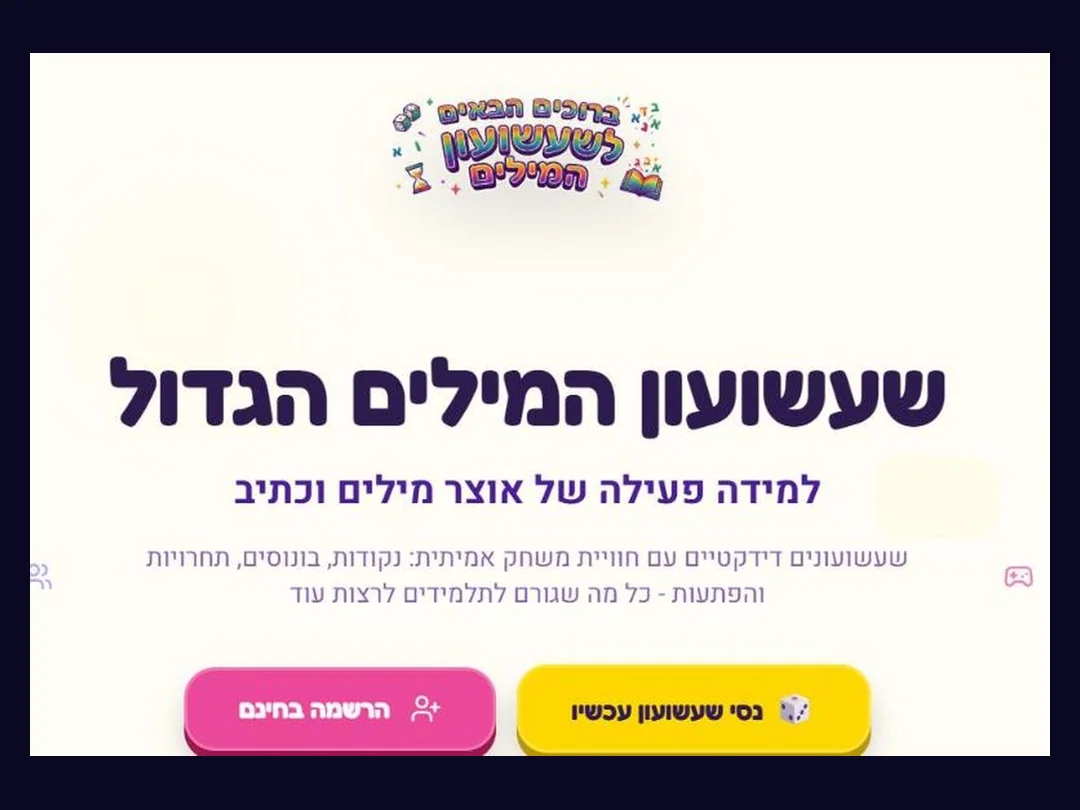 ברוכים הבאים
לשעשועון
המילים
שעשועון המילים הגדול
למידה פעילה של אוצר מילים וכתיב
שעשועונים דידקטיים עם חוויית משחק אמיתית: נקודות, בונוסים, תחרויות
והפתעות - כל מה שגורם לתלמידים לרצות עוד
נסי שעשועון עכשיו
הרשמה בחינם